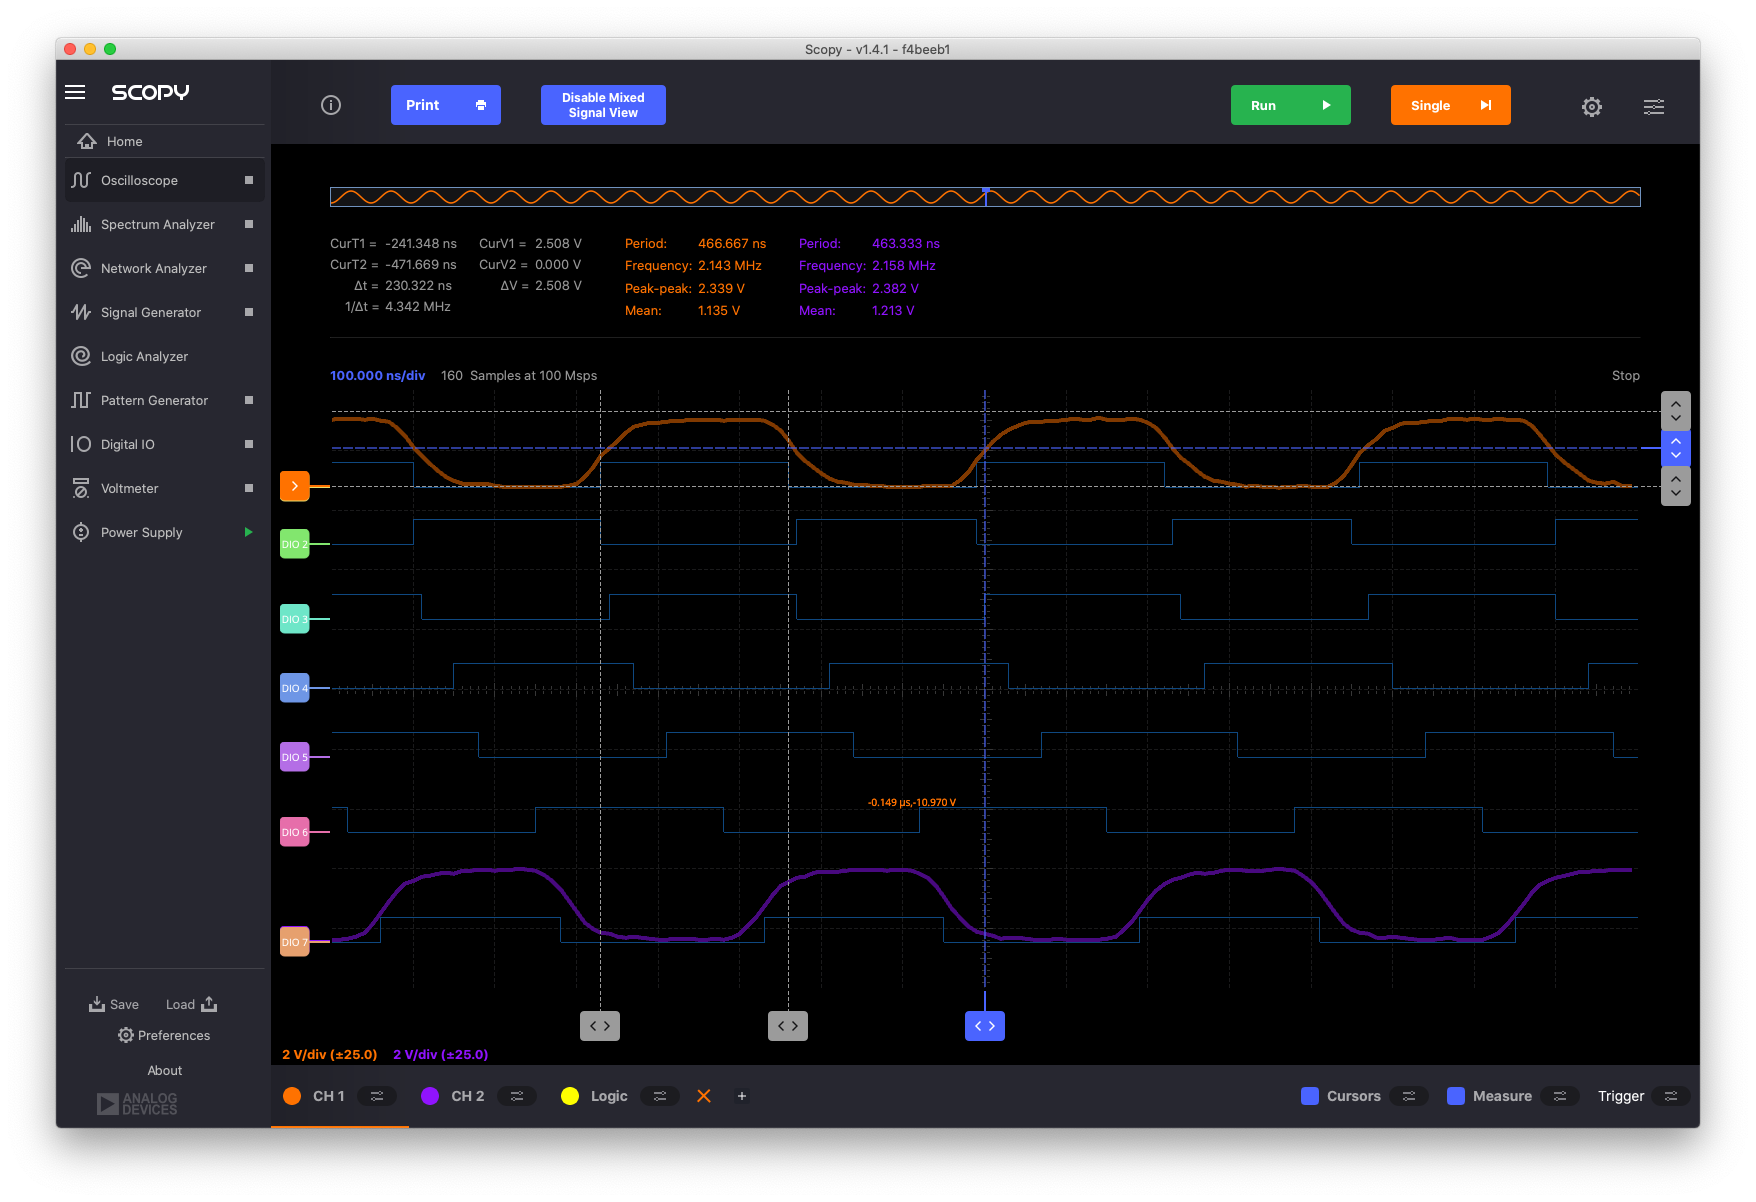 Scopy - v1.4.1 - f4beeb1
SCOPY
Print
Disable Mixed
Signal View
Run
Single
Home
Oscilloscope
Spectrum Analyzer
Network Analyzer
Signal Generator
Logic Analyzer
Pattern Generator
Digital IO
Voltmeter
Power Supply
Save Load
Preferences
About
ANALOG
DEVICES
CurT1 = -241.348 ns CurV1 = 2.508 V
CurT2 = -471.669 ns CurV2 = 0.000 V
Δt = 230.322 ns ΔV = 2.508 V
1/Δt = 4.342 MHz
Period: 466.667 ns
Frequency: 2.143 MHz
Peak-peak: 2.339 V
Mean: 1.135 V
Period: 463.333 ns
Frequency: 2.158 MHz
Peak-peak: 2.382 V
Mean: 1.213 V
100.000 ns/div 160 Samples at 100 Msps Stop
DIO 2
DIO 3
DIO 4
DIO 5
-0.149 µs,-10.970 V
DIO 6
DIO 7
2 V/div (±25.0) 2 V/div (±25.0)
CH 1 CH 2 Logic Cursors Measure Trigger